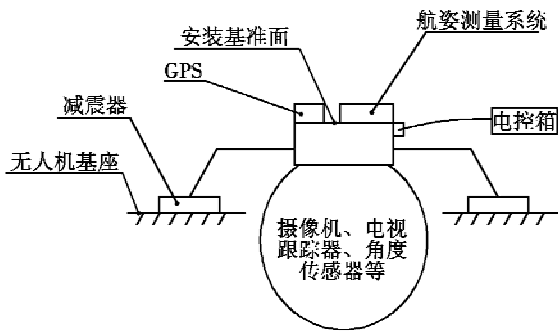 航姿测量系统
安装基准面
GPS
减震器
电控箱
无人机基座
摄像机、电视
跟踪器、角度
传感器等